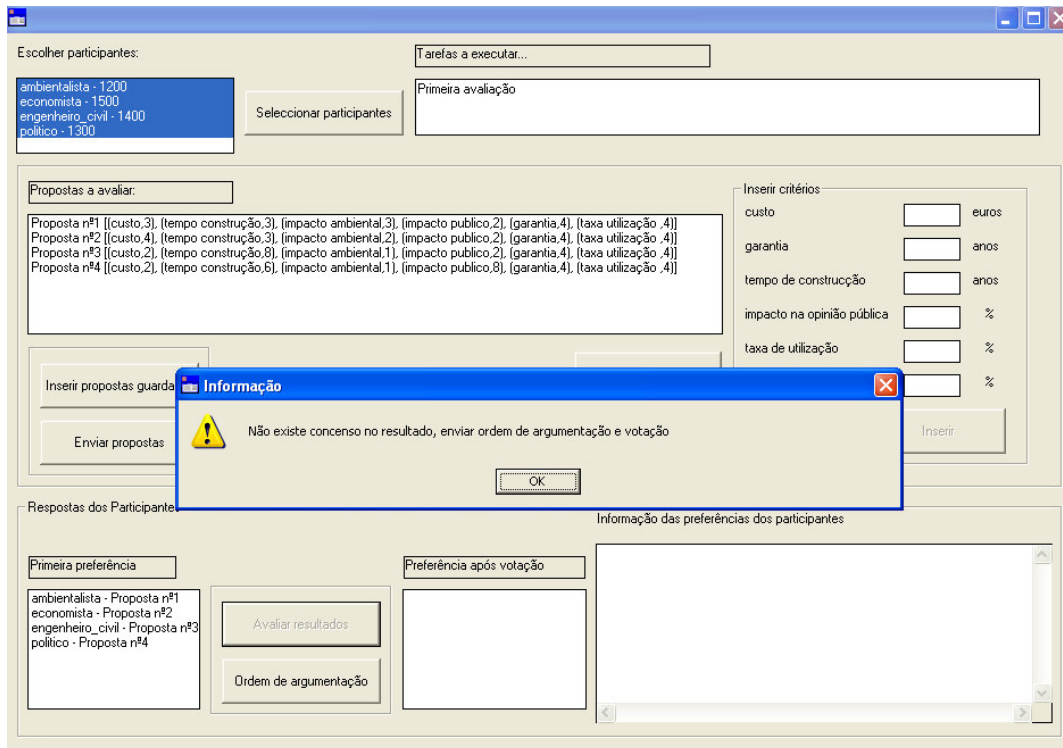 Escolher participantes:
Tarefas a executar...
ambientalista - 1200
economista - 1500
engenheiro_civil - 1400
politico - 1300
Seleccionar participantes
Primeira avaliação
Propostas a avaliar:
Proposta nº1 [(custo,3), (tempo construção,3), (impacto ambiental,3), (impacto publico,2), (garantia,4), (taxa utilização ,4)]
Proposta nº2 [(custo,4), (tempo construção,3), (impacto ambiental,2), (impacto publico,2), (garantia,4), (taxa utilização ,4)]
Proposta nº3 [(custo,2), (tempo construção,8), (impacto ambiental,1), (impacto publico,2), (garantia,4), (taxa utilização ,4)]
Proposta nº4 [(custo,2), (tempo construção,6), (impacto ambiental,1), (impacto publico,8), (garantia,4), (taxa utilização ,4)]
Inserir critérios
custo euros
garantia anos
tempo de construcção anos
impacto na opinião pública %
taxa de utilização %
%
Inserir
Inserir propostas guarda
Enviar propostas
Informação
Não existe concenso no resultado, enviar ordem de argumentação e votação
OK
Respostas dos Participante
Informação das preferências dos participantes
Primeira preferência
Preferência após votação
ambientalista - Proposta nº1
economista - Proposta nº2
engenheiro_civil - Proposta nº3
politico - Proposta nº4
Avaliar resultados
Ordem de argumentação